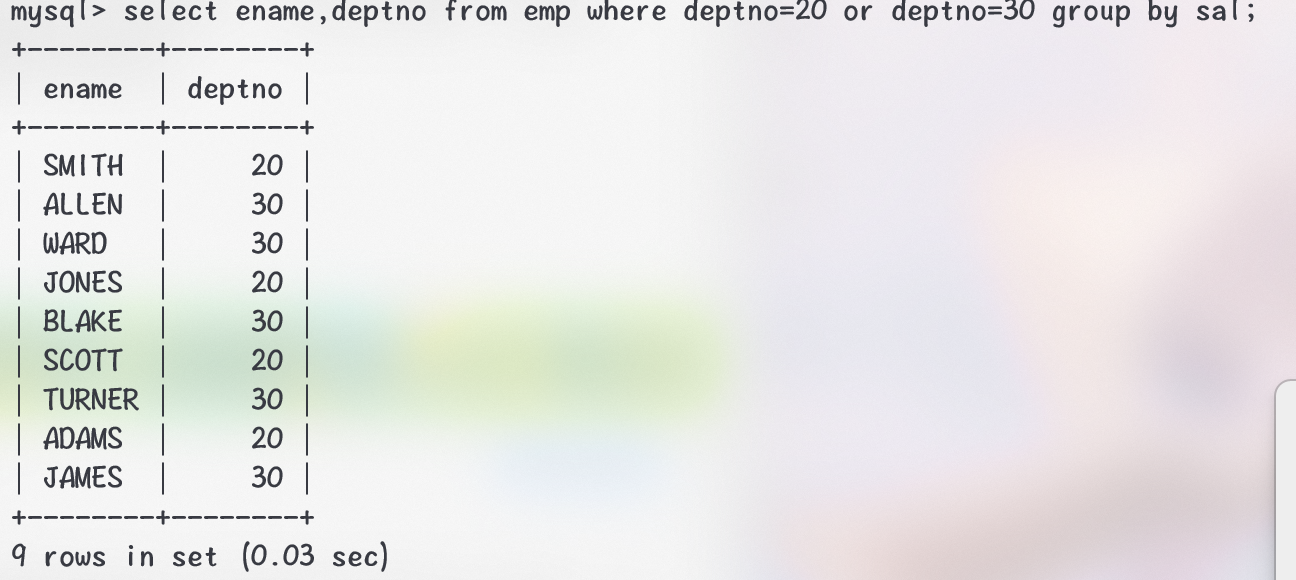 mysql> select ename,deptno from emp where deptno=20 or deptno=30 group by sal;
+--------+--------+
| ename  | deptno |
+--------+--------+
| SMITH  |     20 |
| ALLEN  |     30 |
| WARD   |     30 |
| JONES  |     20 |
| BLAKE  |     30 |
| SCOTT  |     20 |
| TURNER |     30 |
| ADAMS  |     20 |
| JAMES  |     30 |
+--------+--------+
9 rows in set (0.03 sec)